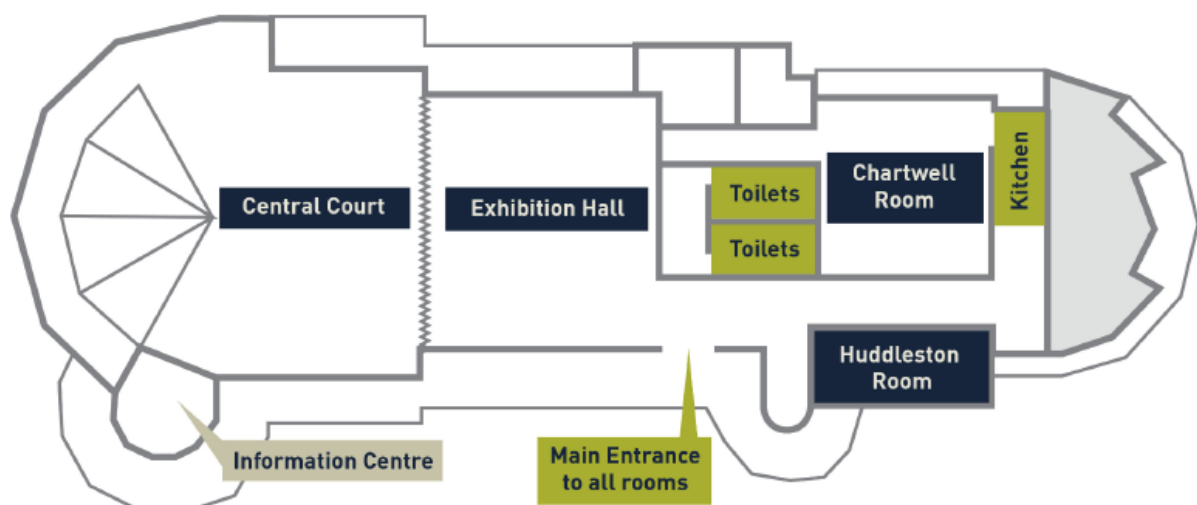 Central Court
Exhibition Hall
Toilets
Toilets
Chartwell
Room
Kitchen
Huddleston
Room
Information Centre
Main Entrance
to all rooms